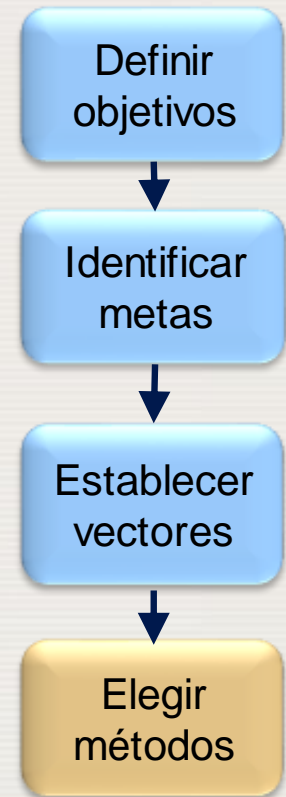 Definir
objetivos
Identificar
metas
Establecer
vectores
Elegir
métodos